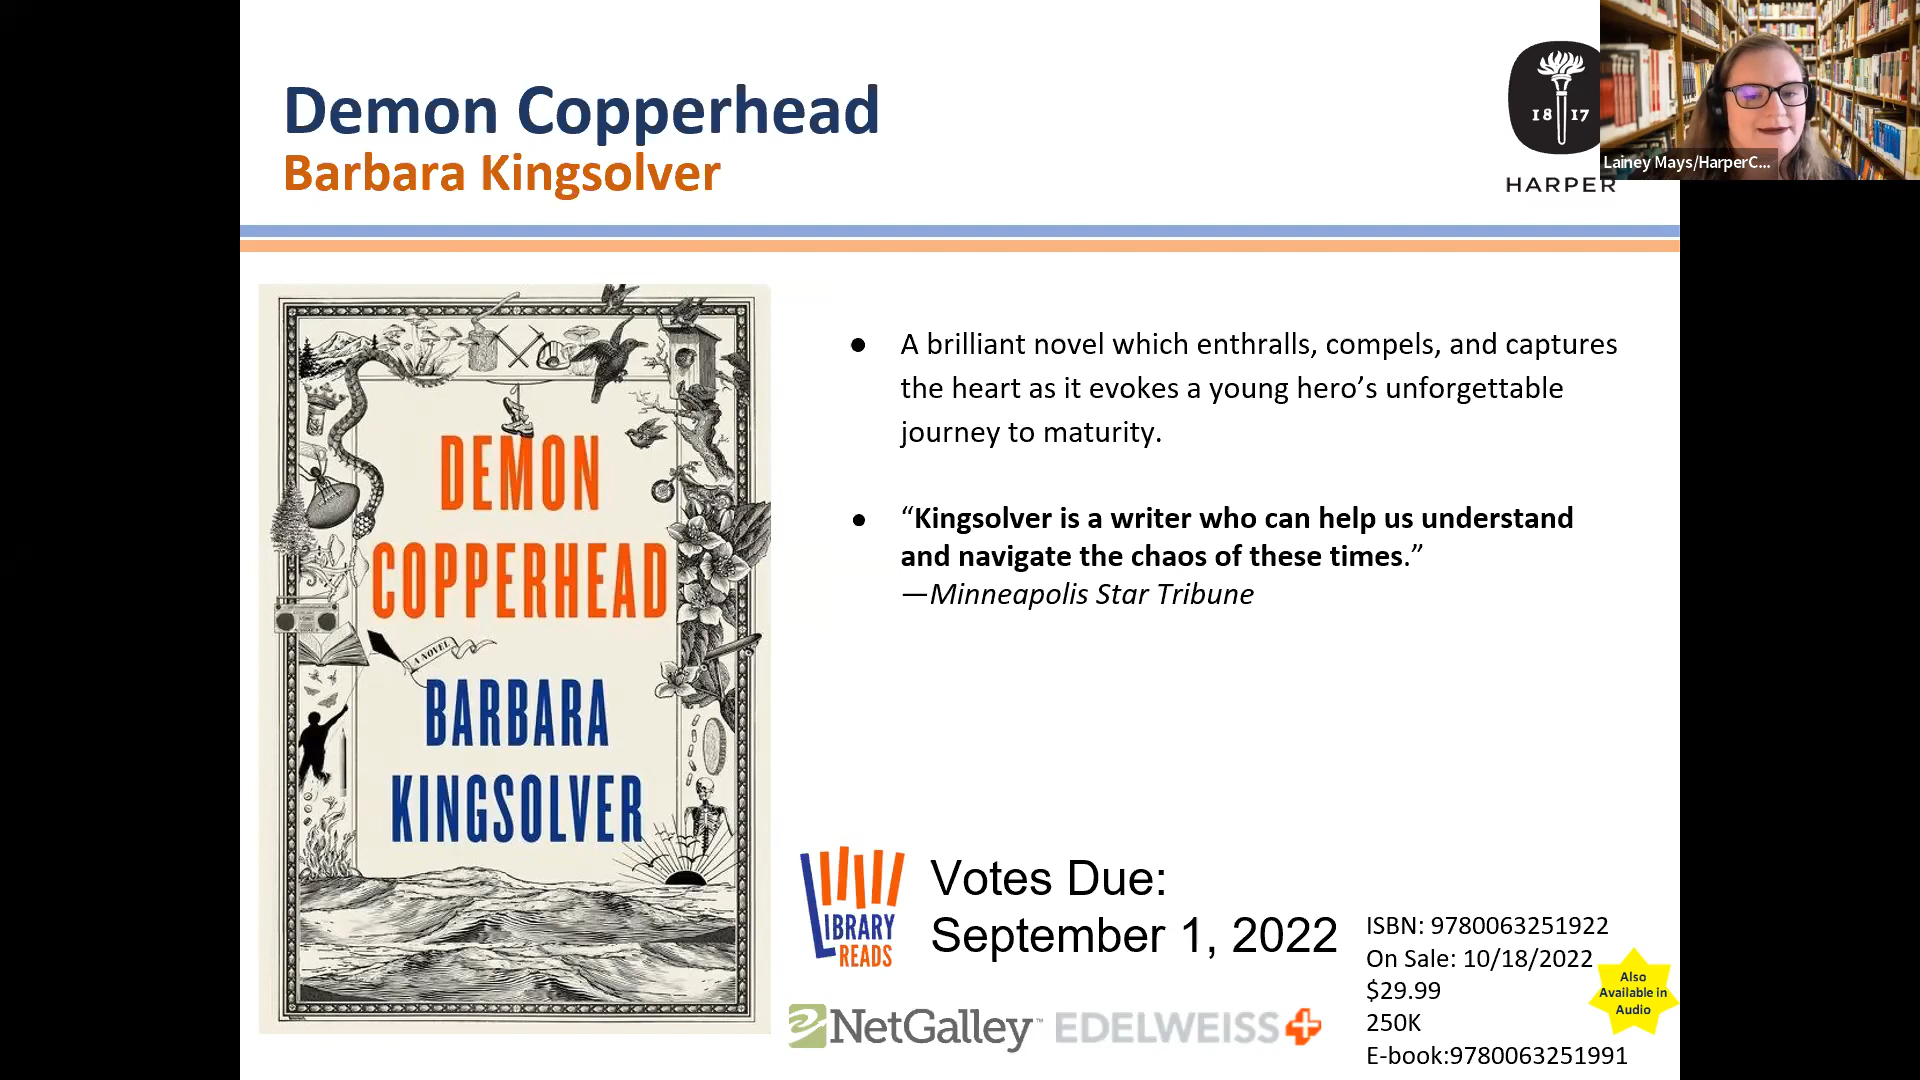 Demon Copperhead
Barbara Kingsolver
18 17
HARPER
Lainey Mays/HarperC...
DEMON
COPPERHEAD
A NOVEL
BARBARA
KINGSOLVER
● A brilliant novel which enthralls, compels, and captures
the heart as it evokes a young hero’s unforgettable
journey to maturity.
● “Kingsolver is a writer who can help us understand
and navigate the chaos of these times.”
—Minneapolis Star Tribune
LIBRARY
READS
Votes Due:
September 1, 2022
NetGalley™
EDELWEISS
ISBN: 9780063251922
On Sale: 10/18/2022
$29.99
250K
E-book:9780063251991
Also
Available in
Audio